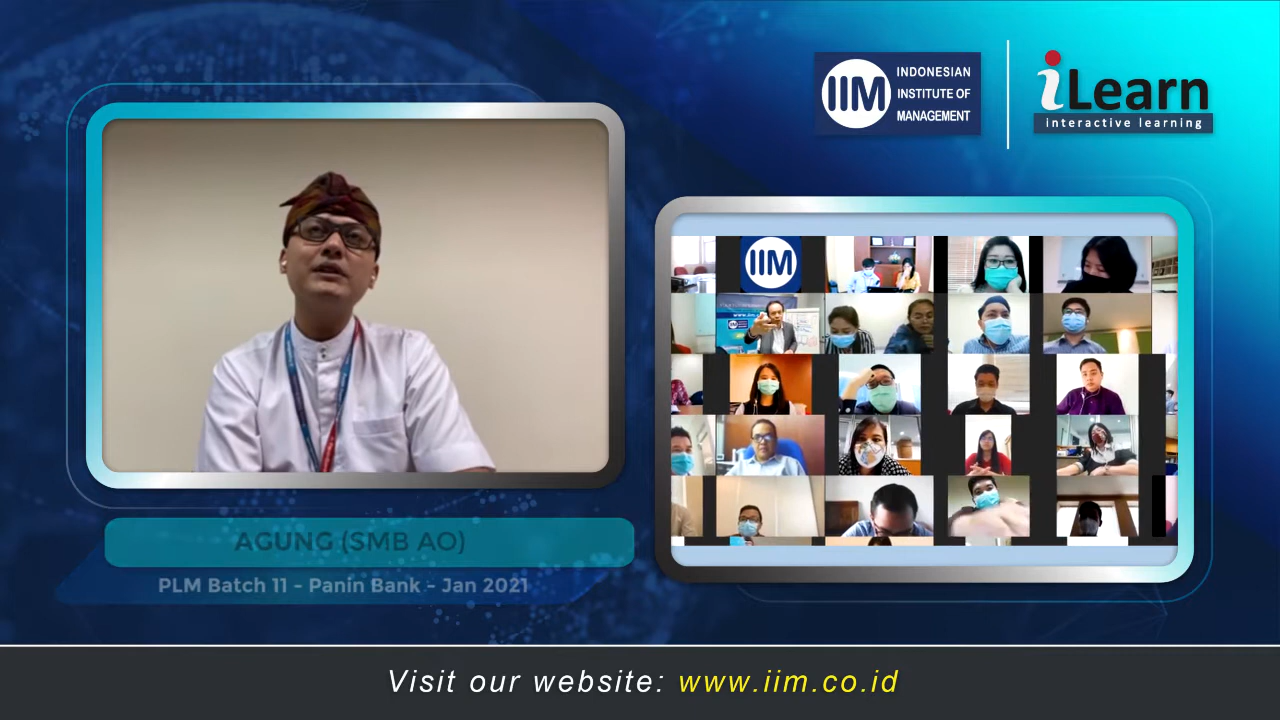 IIM
INDONESIAN
INSTITUTE OF
MANAGEMENT
iLearn
interactive learning
IIM
AGUNG (SMB AO)
PLM Batch 11 - Panin Bank - Jan 2021
Visit our website: www.iim.co.id